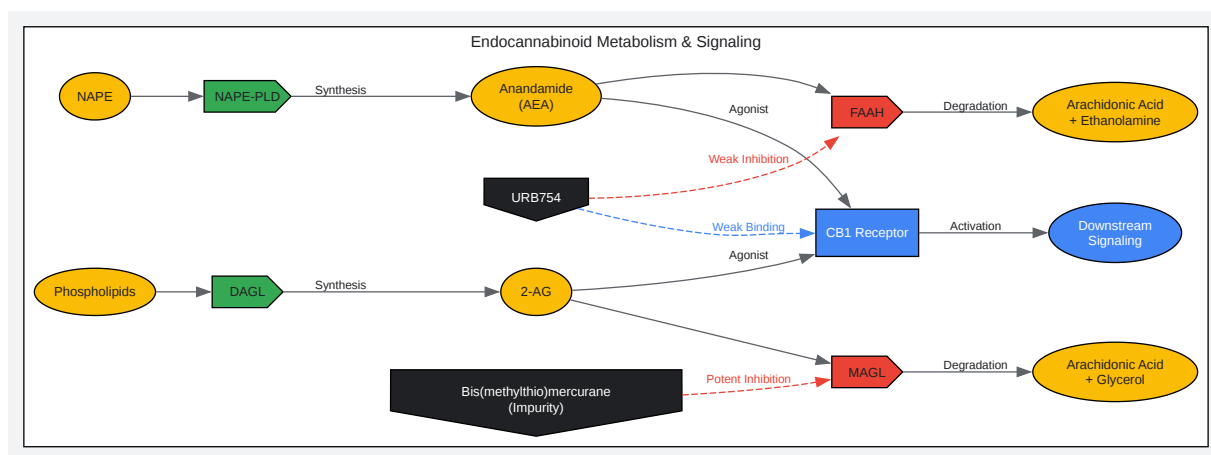 Endocannabinoid Metabolism & Signaling
NAPE
NAPE-PLD
Synthesis
Anandamide
(AEA)
Agonist
FAAH
Degradation
Arachidonic Acid
+ Ethanolamine
Weak Inhibition
URB754
Weak Binding
CB1 Receptor
Activation
Downstream
Signaling
Agonist
Phospholipids
DAGL
Synthesis
2-AG
MAGL
Degradation
Arachidonic Acid
+ Glycerol
Potent Inhibition
Bis(methylthio)mercurane
(Impurity)